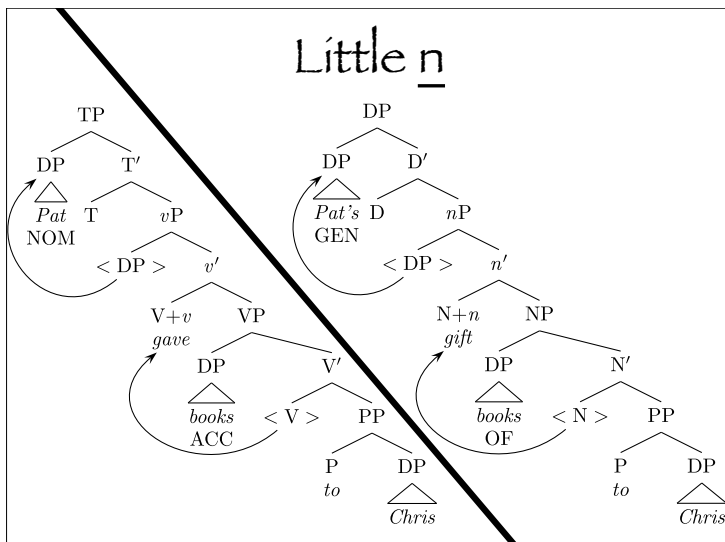 Little n
TP
DP T′
Pat T vP
NOM
< DP > v′
V+v VP
gave
DP V′
books < V > PP
ACC
P DP
to
Chris
DP
DP D′
Pat's D nP
GEN
< DP > n′
N+n NP
gift
DP N′
books < N > PP
OF
P DP
to
Chris